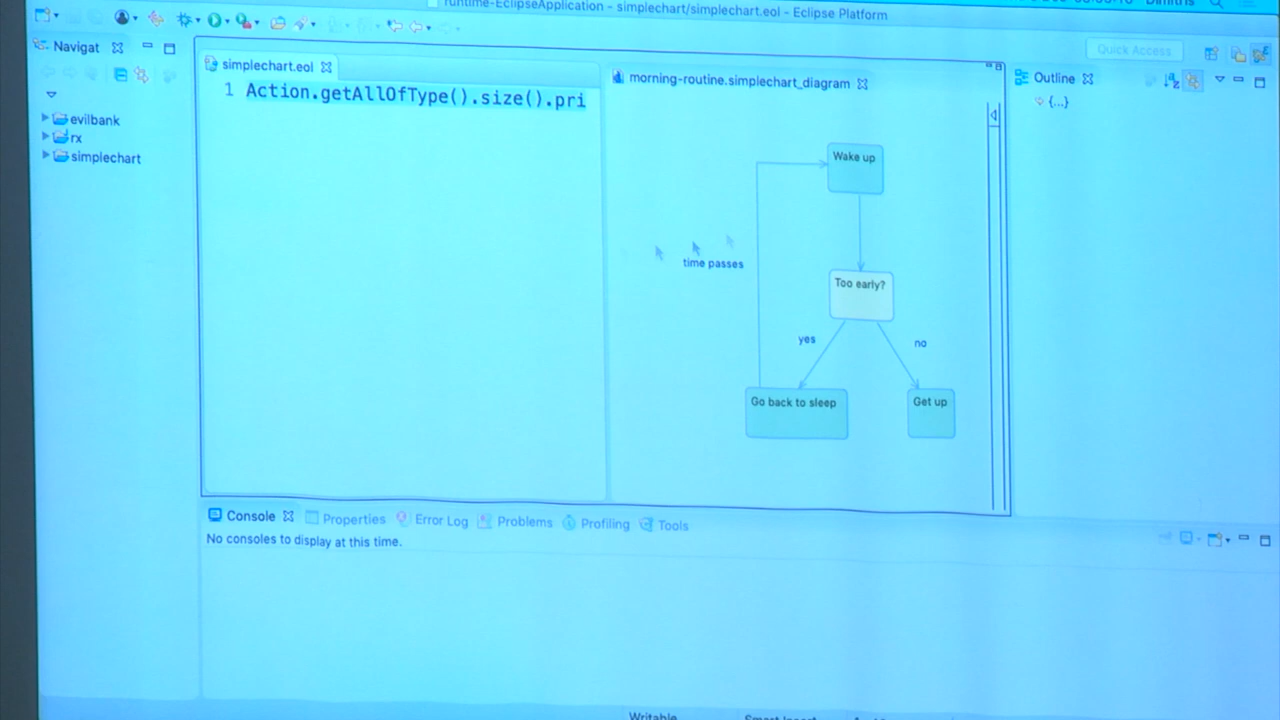 runtime-EclipseApplication - simplechart/simplechart.eol - Eclipse Platform
Quick Access
Navigat
evilbank
rx
simplechart
simplechart.eol
1 Action.getAllOfType().size().pri
morning-routine.simplechart_diagram
Wake up
time passes
Too early?
yes
no
Go back to sleep
Get up
Outline
{...}
Console
Properties
Error Log
Problems
Profiling
Tools
No consoles to display at this time.
Writable